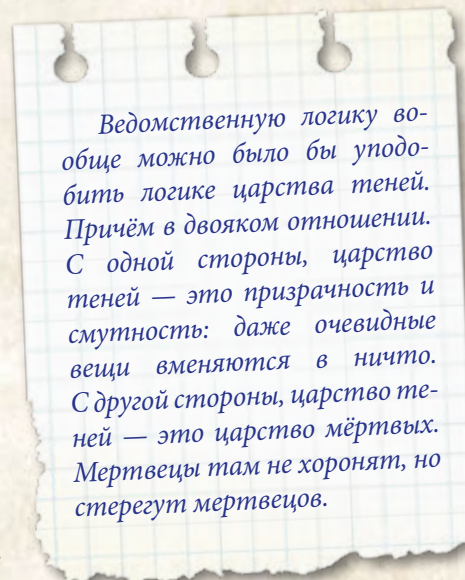 Ведомственную логику во-
обще можно было бы уподо-
бить логике царства теней.
Причём в двояком отношении.
С одной стороны, царство
теней — это призрачность и
смутность: даже очевидные
вещи вменяются в ничто.
С другой стороны, царство те-
ней — это царство мёртвых.
Мертвецы там не хоронят, но
стерегут мертвецов.